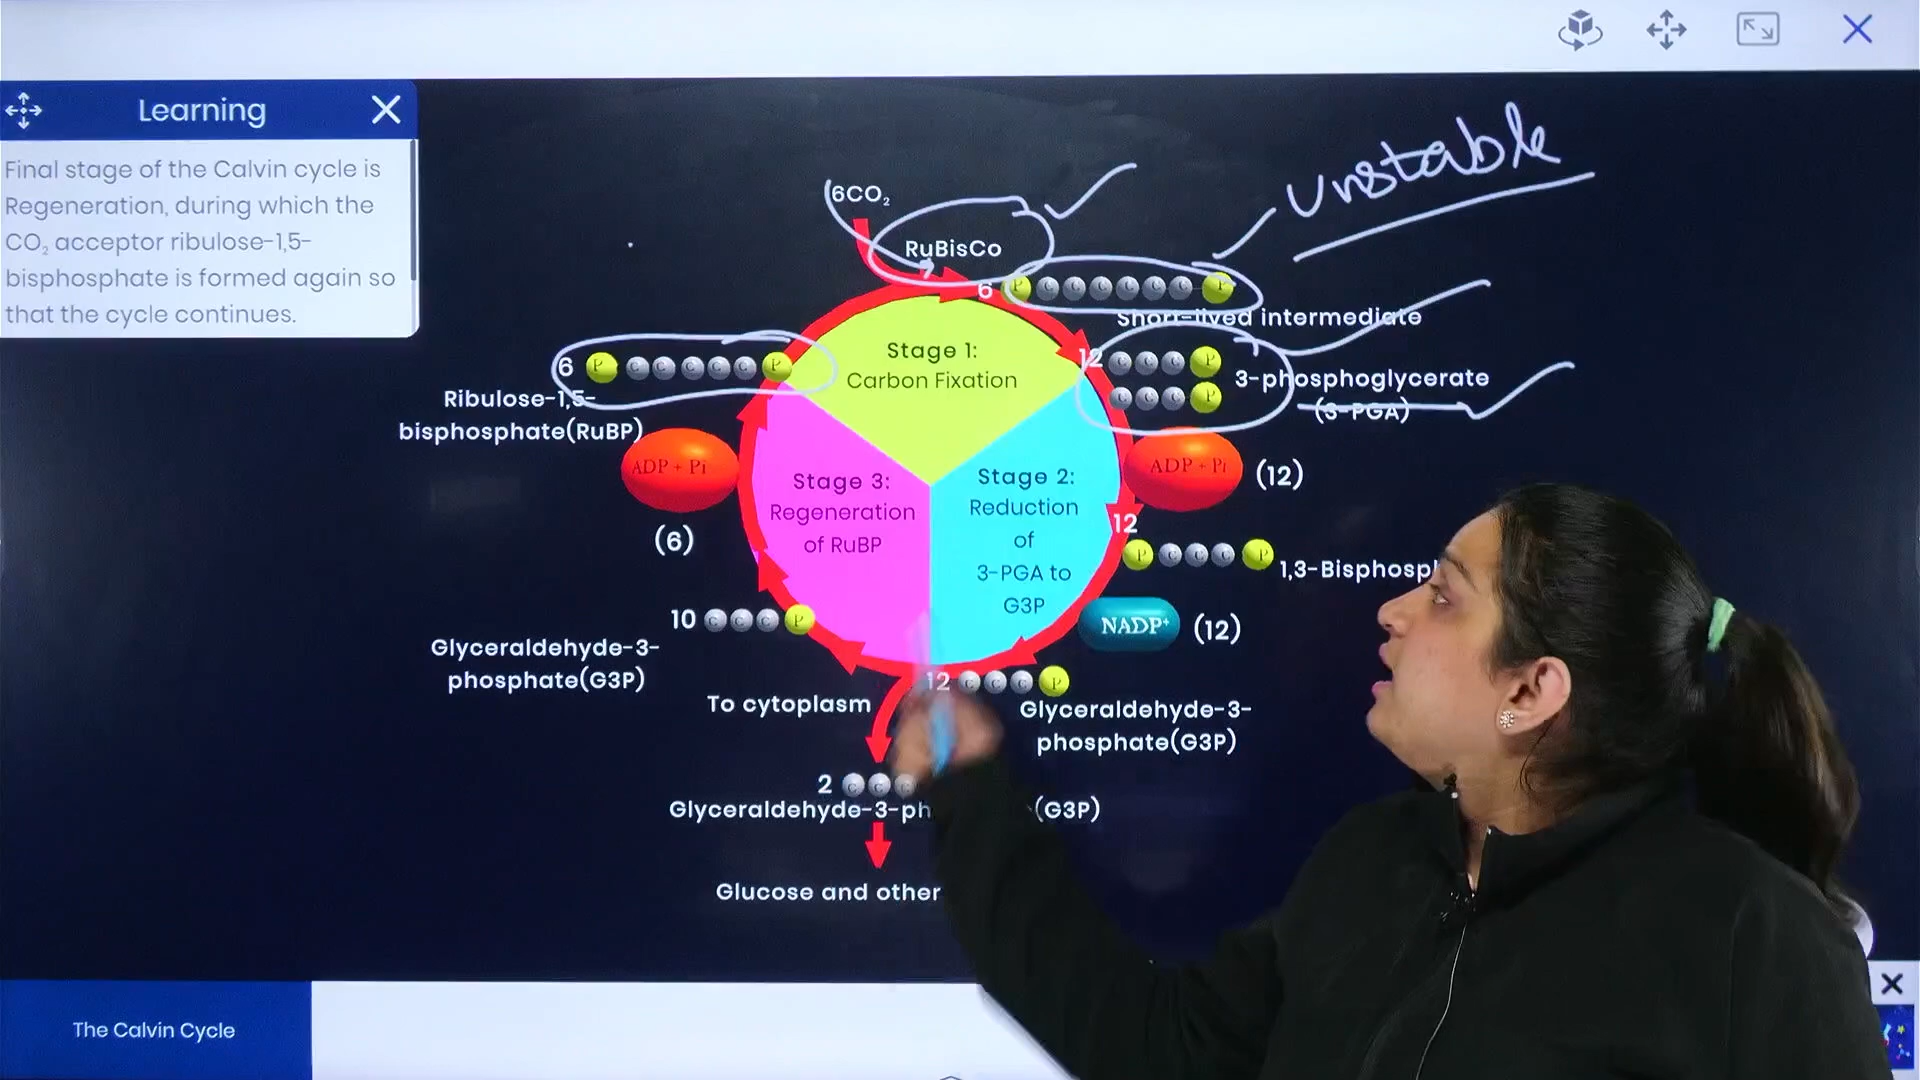 Learning
Final stage of the Calvin cycle is
Regeneration, during which the
CO₂ acceptor ribulose-1,5-
bisphosphate is formed again so
that the cycle continues.
unstable
6CO₂
RuBisCo
6 P C C C C C C P
Short-lived intermediate
12 C C C P
C C C P
3-phosphoglycerate
(3-PGA)
6 P C C C C C P
Ribulose-1,5-
bisphosphate(RuBP)
Stage 1:
Carbon Fixation
ADP + Pi
(6)
ADP + Pi
(12)
Stage 3:
Regeneration
of RuBP
Stage 2:
Reduction
of
3-PGA to
G3P
12
P C C C P
NADP⁺
(12)
10 C C C P
Glyceraldehyde-3-
phosphate(G3P)
To cytoplasm
12 C C C P
Glyceraldehyde-3-
phosphate(G3P)
2 C C C
(G3P)
Glucose and other
The Calvin Cycle